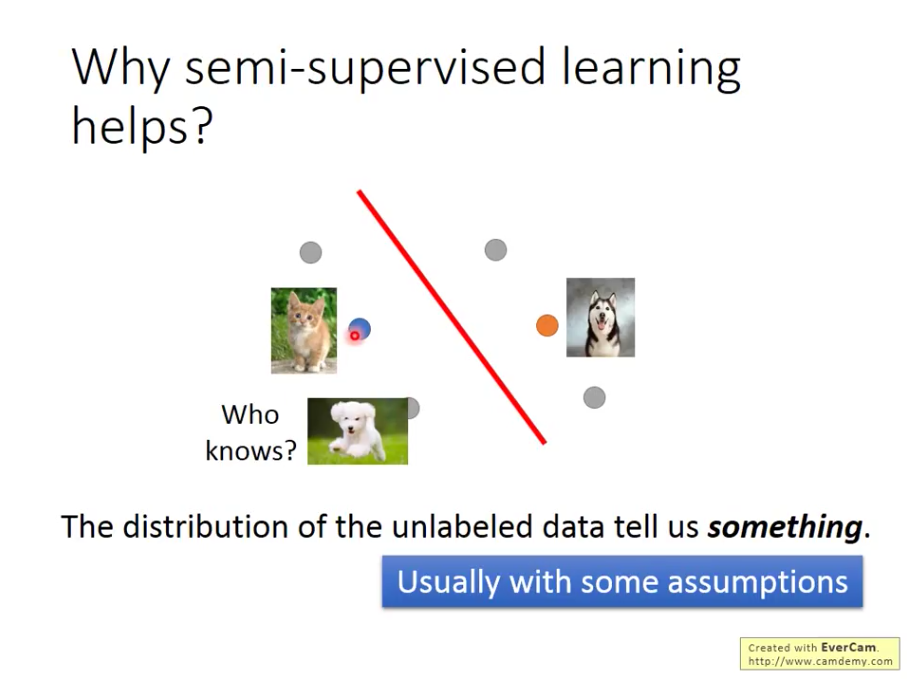 Why semi-supervised learning
helps?
Who
knows?
The distribution of the unlabeled data tell us something.
Usually with some assumptions
Created with EverCam.
http://www.camdemy.com